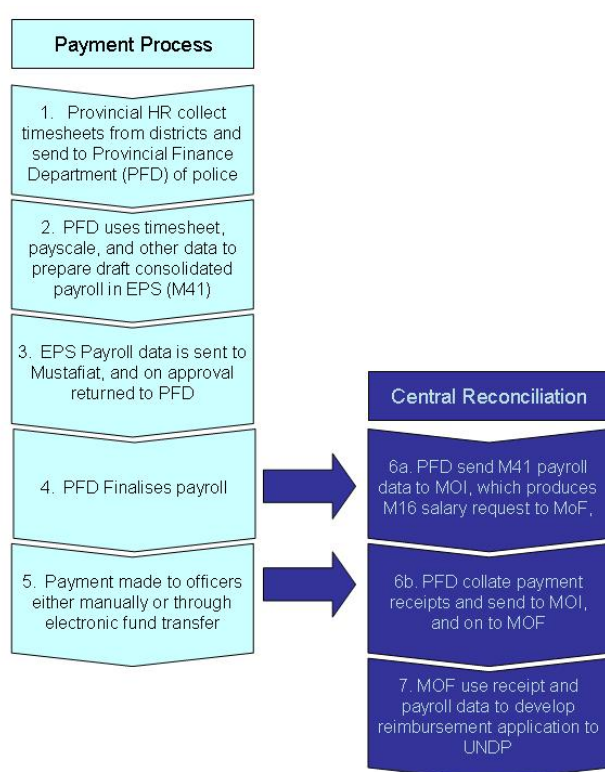 Payment Process
1. Provincial HR collect
timesheets from districts and
send to Provincial Finance
Department (PFD) of police
2. PFD uses timesheet,
payscale, and other data to
prepare draft consolidated
payroll in EPS (M41)
3. EPS Payroll data is sent to
Mustafiat, and on approval
returned to PFD
4. PFD Finalises payroll
5. Payment made to officers
either manually or through
electronic fund transfer
Central Reconciliation
6a. PFD send M41 payroll
data to MOI, which produces
M16 salary request to MoF,
6b. PFD collate payment
receipts and send to MOI,
and on to MOF
7. MOF use receipt and
payroll data to develop
reimbursement application to
UNDP